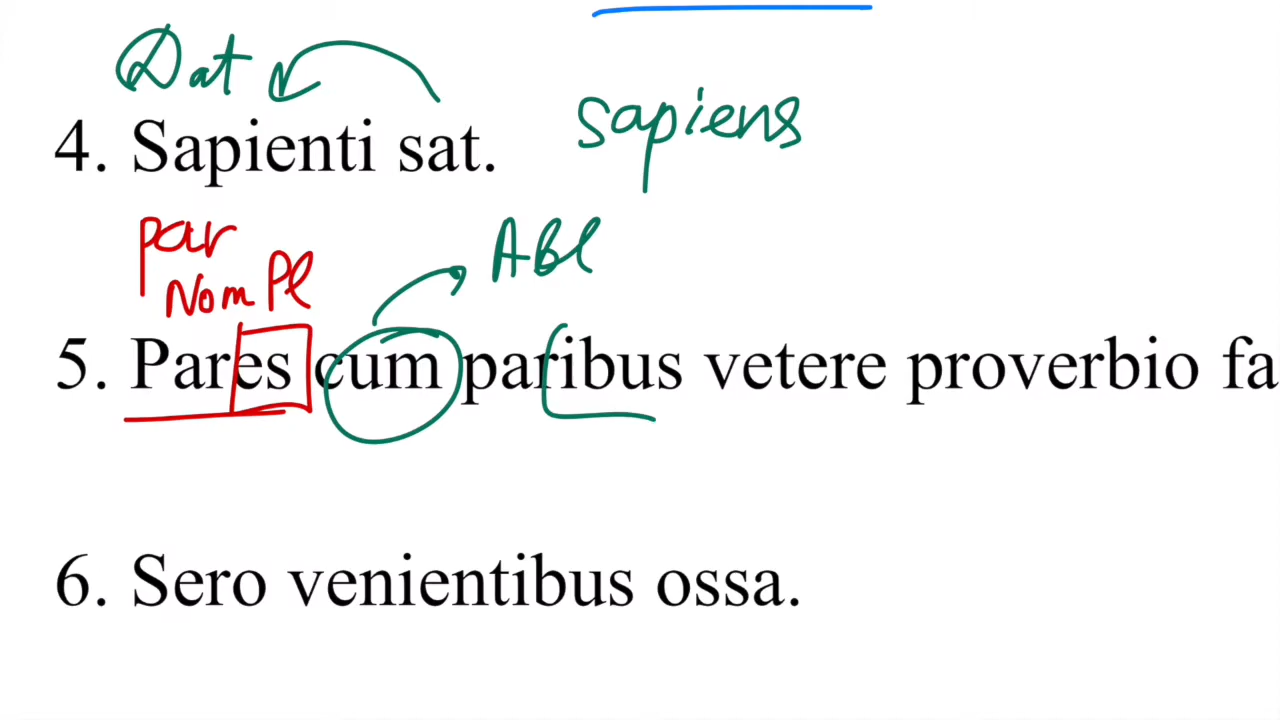 Dat
4. Sapienti sat. sapiens
par
Nom Pl
Abl
5. Pares cum paribus vetere proverbio fa
6. Sero venientibus ossa.